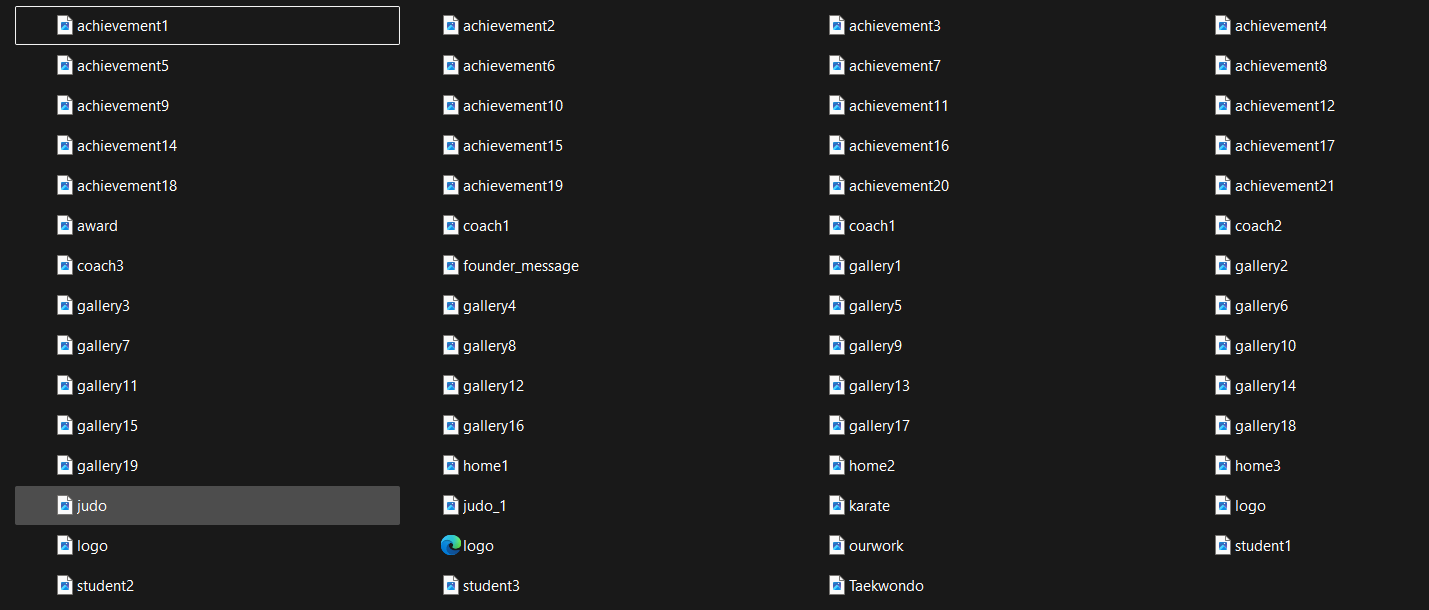 achievement1 achievement2 achievement3 achievement4
achievement5 achievement6 achievement7 achievement8
achievement9 achievement10 achievement11 achievement12
achievement14 achievement15 achievement16 achievement17
achievement18 achievement19 achievement20 achievement21
award coach1 coach1 coach2
coach3 founder_message gallery1 gallery2
gallery3 gallery4 gallery5 gallery6
gallery7 gallery8 gallery9 gallery10
gallery11 gallery12 gallery13 gallery14
gallery15 gallery16 gallery17 gallery18
gallery19 home1 home2 home3
judo judo_1 karate logo
logo logo ourwork student1
student2 student3 Taekwondo